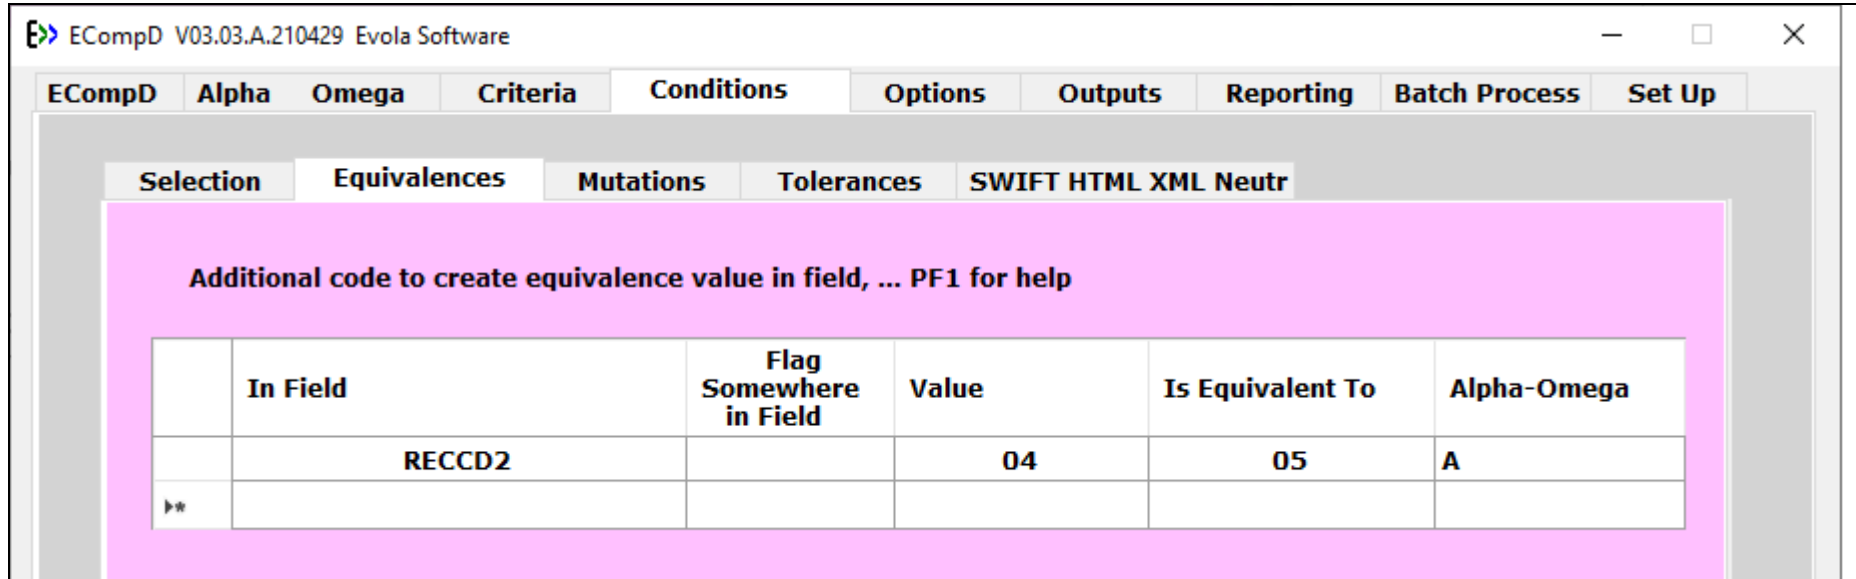 E>> ECompD V03.03.A.210429 Evola Software
ECompD Alpha Omega Criteria Conditions Options Outputs Reporting Batch Process Set Up
Selection Equivalences Mutations Tolerances SWIFT HTML XML Neutr
Additional code to create equivalence value in field, ... PF1 for help
In Field
Flag
Somewhere
in Field
Value
Is Equivalent To
Alpha-Omega
RECCD2 04 05 A